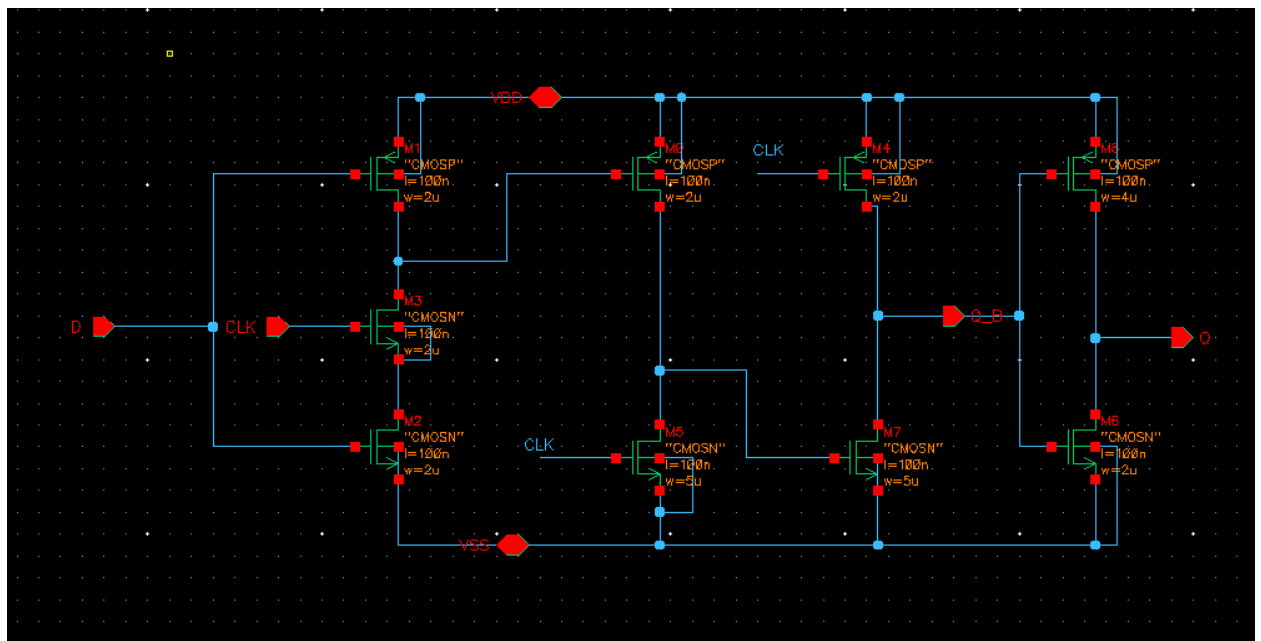 VDD
M1
"CMOSP"
l=100n
w=2u
"CMOSP"
l=100n
w=2u
CLK
M4
"CMOSP"
l=100n
w=2u
M8
"CMOSP"
l=100n
w=4u
M3
"CMOSN"
l=100n
w=2u
D
CLK
Q_B
Q
M2
"CMOSN"
l=100n
w=2u
CLK
M5
"CMOSN"
l=100n
w=5u
M7
"CMOSN"
l=100n
w=5u
M6
"CMOSN"
l=100n
w=2u
VSS